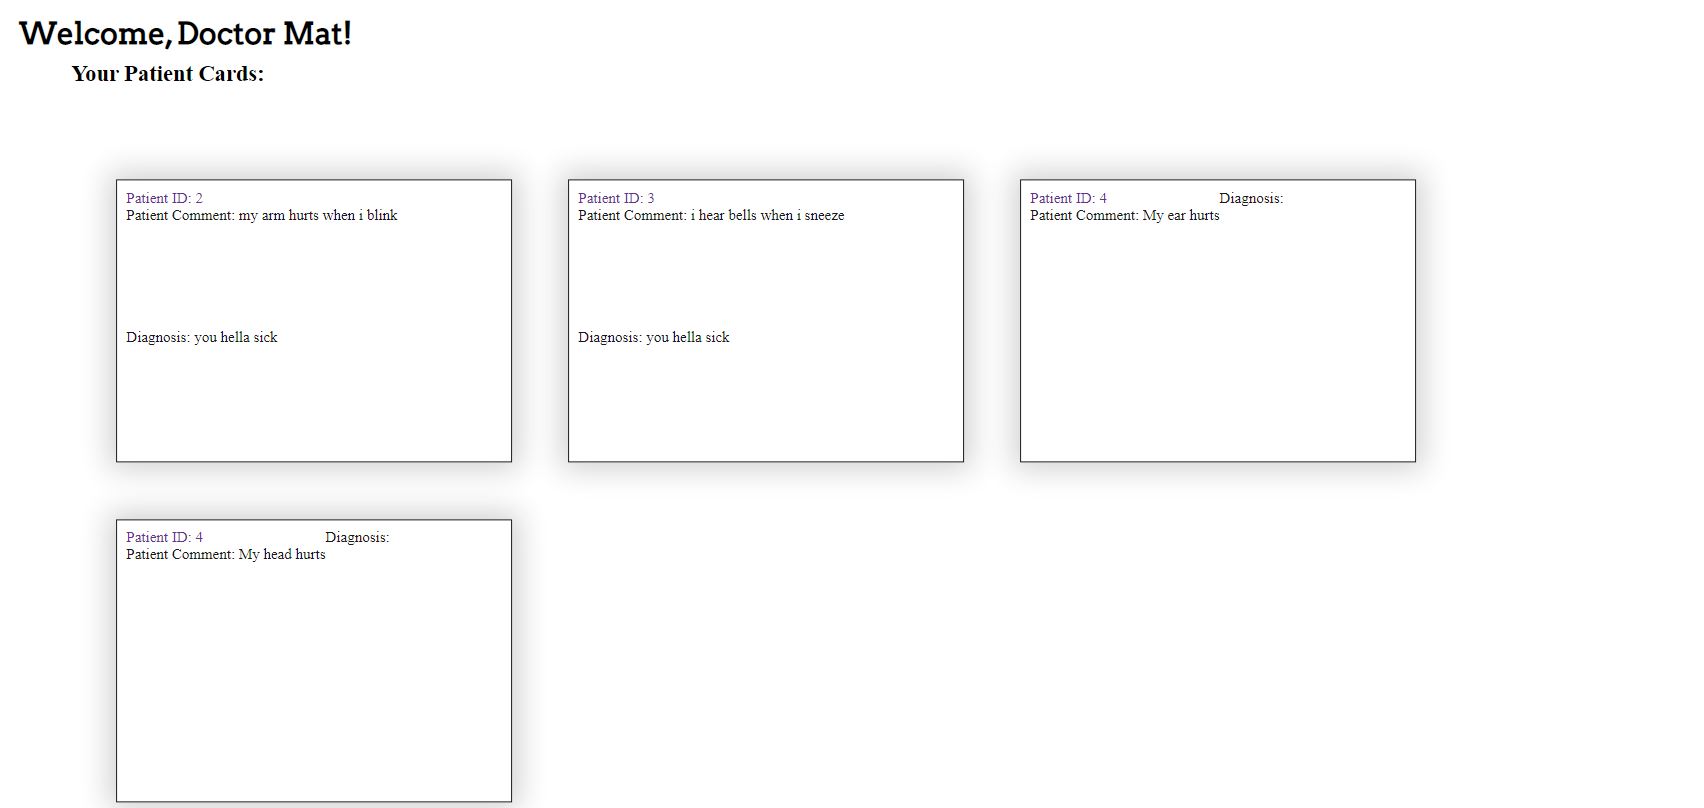 Welcome, Doctor Mat!
Your Patient Cards:
Patient ID: 2
Patient Comment: my arm hurts when i blink
Diagnosis: you hella sick
Patient ID: 3
Patient Comment: i hear bells when i sneeze
Diagnosis: you hella sick
Patient ID: 4
Patient Comment: My ear hurts
Diagnosis:
Patient ID: 4
Patient Comment: My head hurts
Diagnosis: